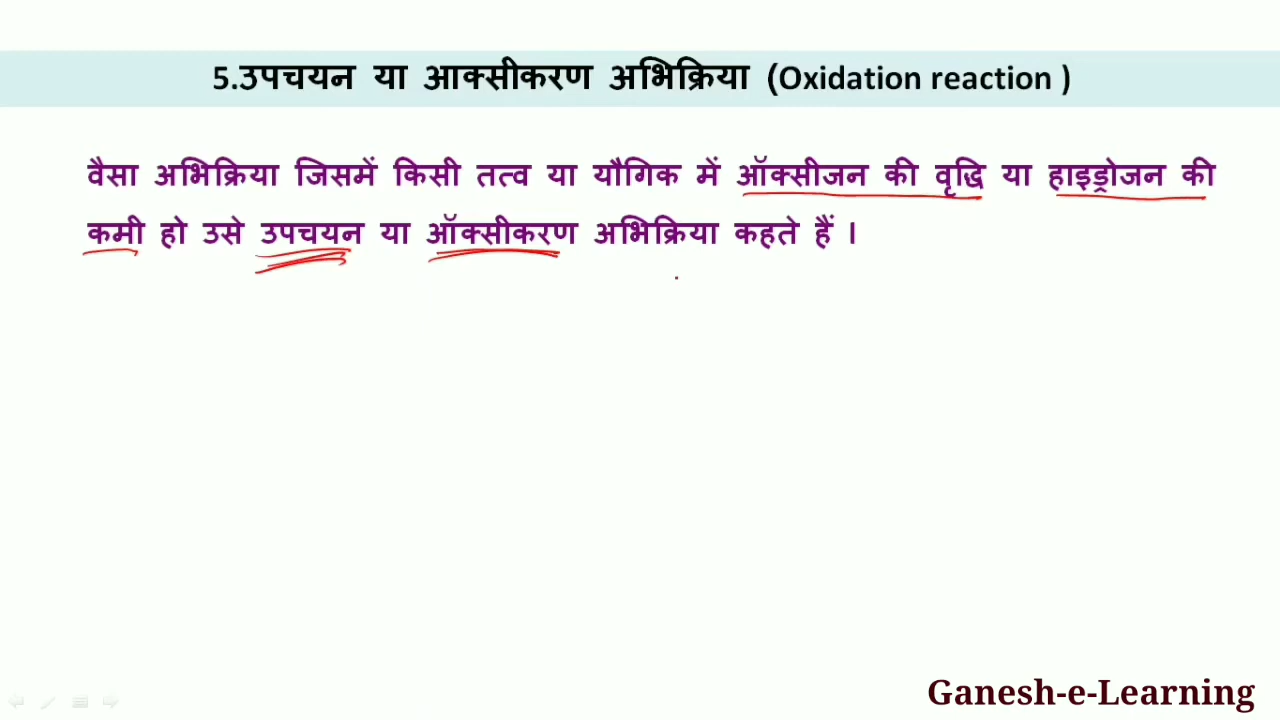 5.उपचयन या आक्सीकरण अभिक्रिया (Oxidation reaction )
वैसा अभिक्रिया जिसमें किसी तत्व या यौगिक में ऑक्सीजन की वृद्धि या हाइड्रोजन की
कमी हो उसे उपचयन या ऑक्सीकरण अभिक्रिया कहते हैं ।
Ganesh-e-Learning